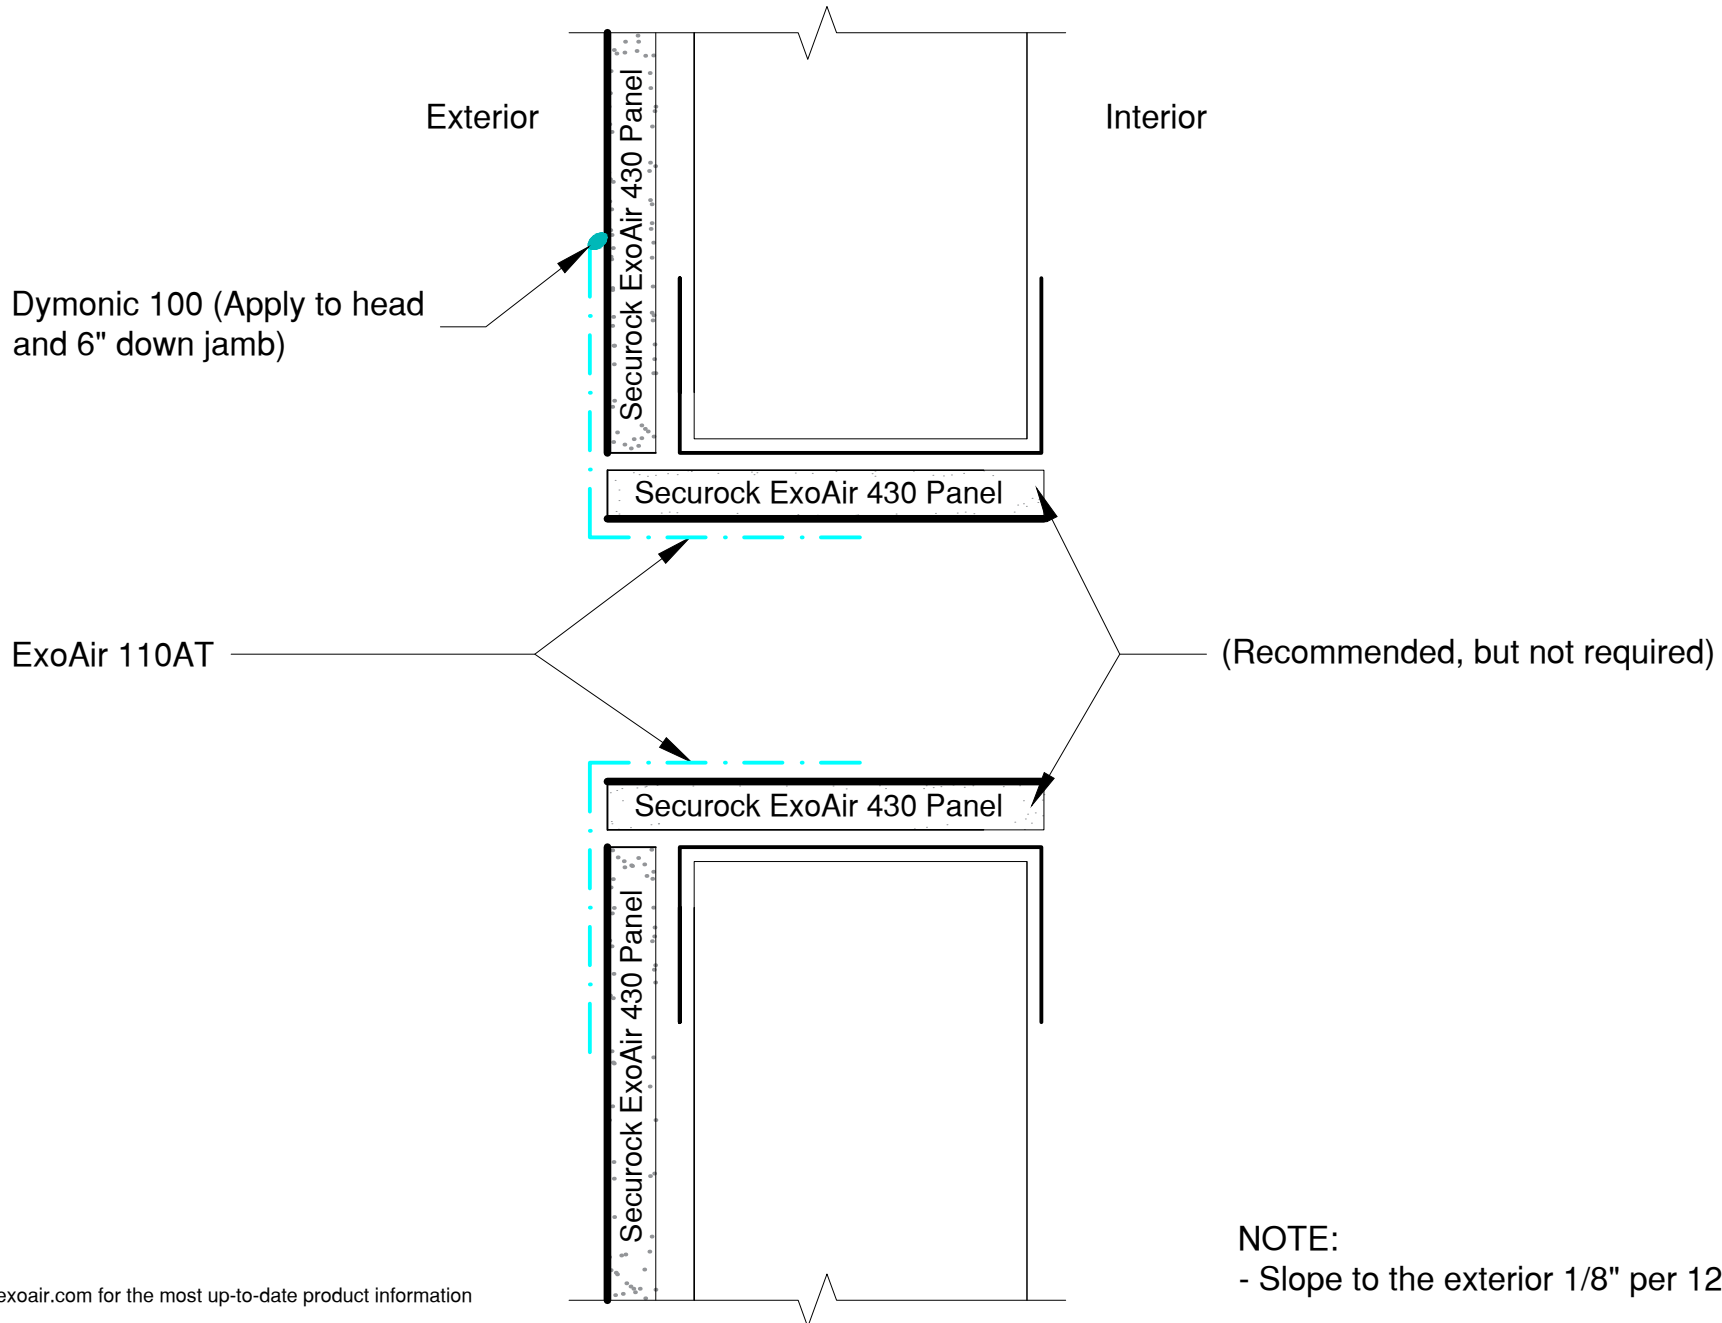 Exterior
Interior
Securock ExoAir 430 Panel
Dymonic 100 (Apply to head
and 6" down jamb)
Securock ExoAir 430 Panel
ExoAir 110AT
(Recommended, but not required)
Securock ExoAir 430 Panel
Securock ExoAir 430 Panel
NOTE:
- Slope to the exterior 1/8" per 12
exoair.com for the most up-to-date product information